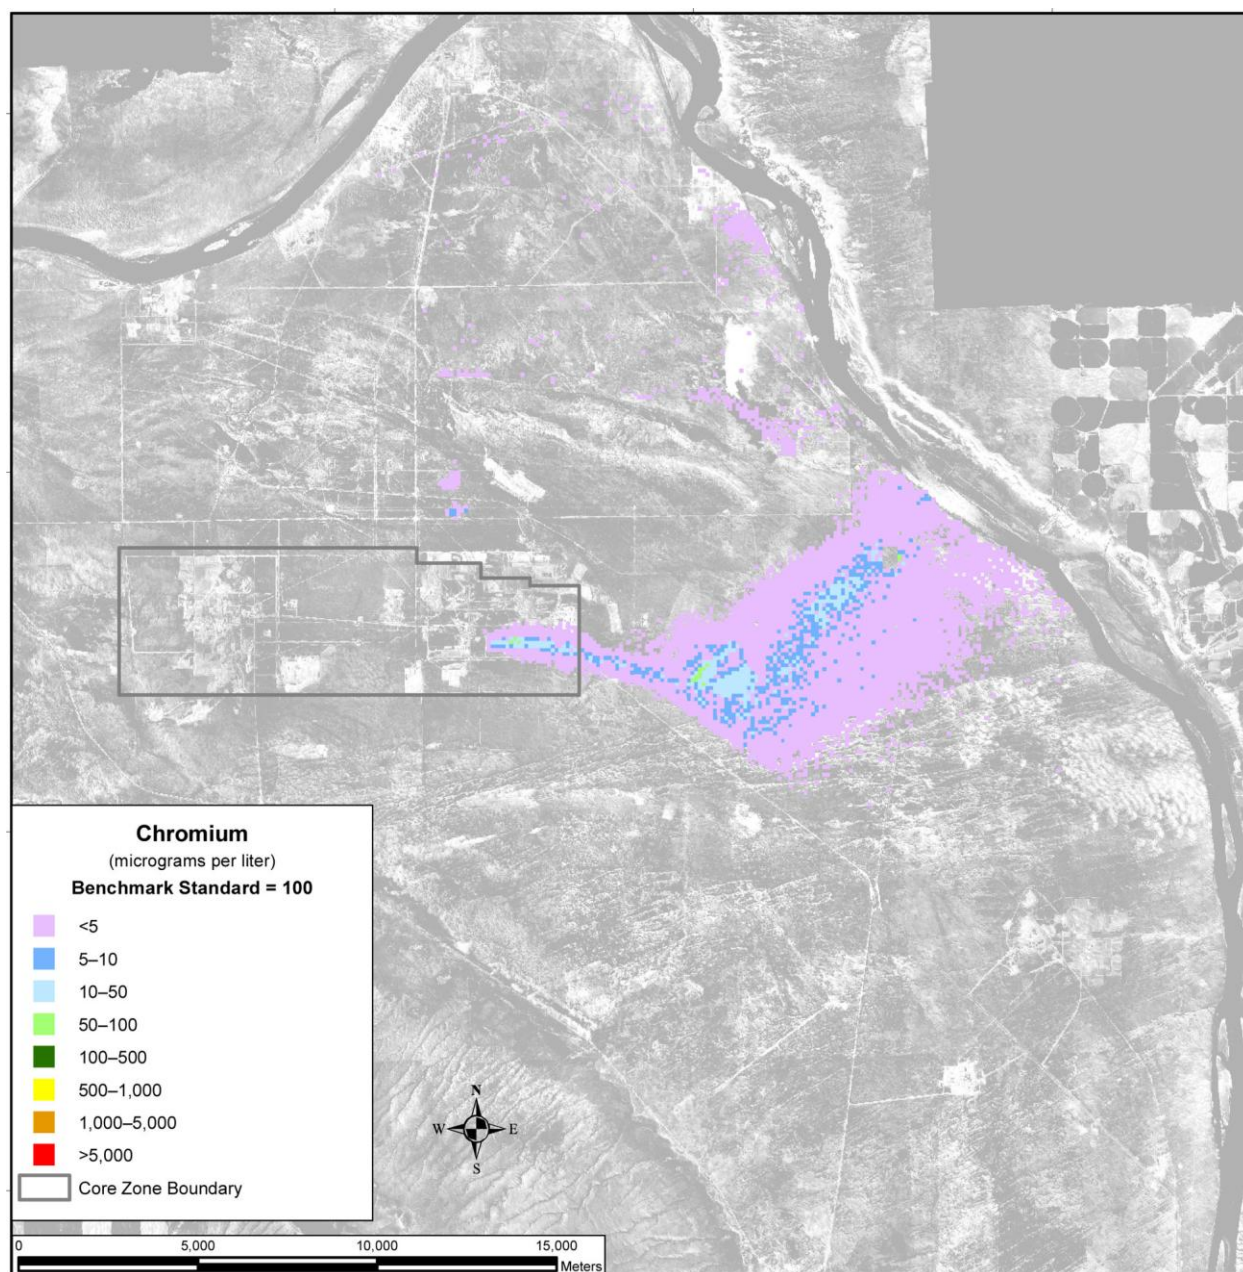 Chromium
(micrograms per liter)
Benchmark Standard = 100
<5
5–10
10–50
50–100
100–500
500–1,000
1,000–5,000
>5,000
Core Zone Boundary
N
W E
S
0 5,000 10,000 15,000
Meters